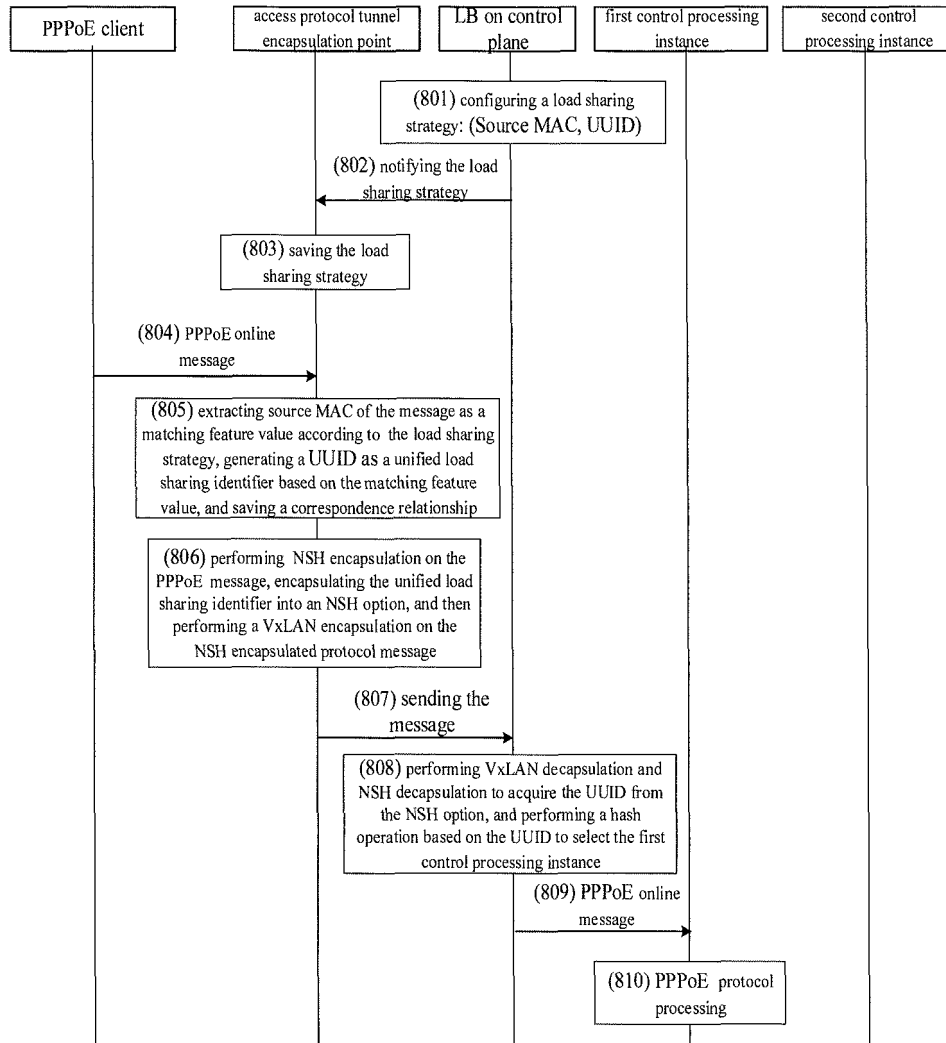 PPPoE client
access protocol tunnel
encapsulation point
LB on control
plane
first control processing
instance
second control
processing instance
(801) configuring a load sharing
strategy: (Source MAC, UUID)
(802) notifying the load
sharing strategy
(803) saving the load
sharing strategy
(804) PPPoE online
message
(805) extracting source MAC of the message as a
matching feature value according to the load sharing
strategy, generating a UUID as a unified load
sharing identifier based on the matching feature
value, and saving a correspondence relationship
(806) performing NSH encapsulation on the
PPPoE message, encapsulating the unified load
sharing identifier into an NSH option, and then
performing a VxLAN encapsulation on the
NSH encapsulated protocol message
(807) sending the
message
(808) performing VxLAN decapsulation and
NSH decapsulation to acquire the UUID from
the NSH option, and performing a hash
operation based on the UUID to select the first
control processing instance
(809) PPPoE online
message
(810) PPPoE protocol
processing